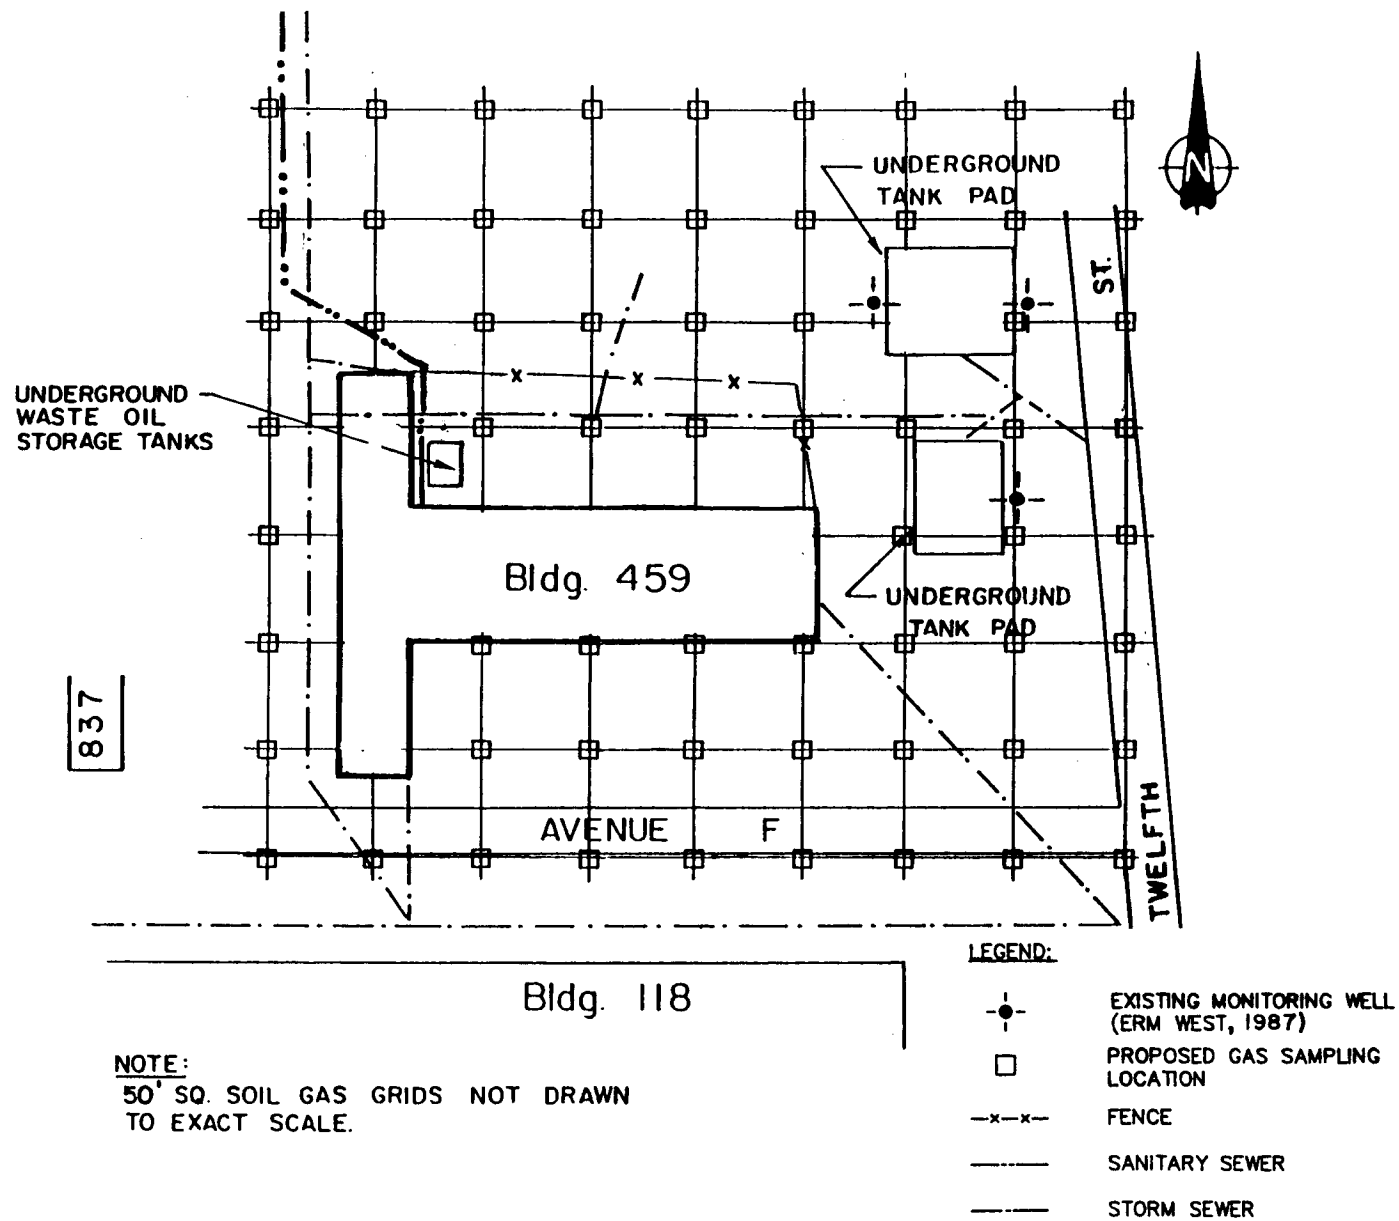 N
UNDERGROUND
TANK PAD
ST.
UNDERGROUND
WASTE OIL
STORAGE TANKS
Bldg. 459
UNDERGROUND
TANK PAD
837
AVENUE F
TWELFTH
Bldg. 118
LEGEND:
EXISTING MONITORING WELL
(ERM WEST, 1987)
PROPOSED GAS SAMPLING
LOCATION
FENCE
SANITARY SEWER
STORM SEWER
NOTE:
50' SQ. SOIL GAS GRIDS NOT DRAWN
TO EXACT SCALE.